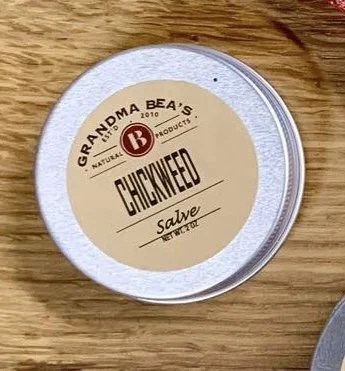 GRANDMA BEA'S
EST'D 2010
B
NATURAL PRODUCTS
CHICKWEED
Salve
NET WT. 2 OZ